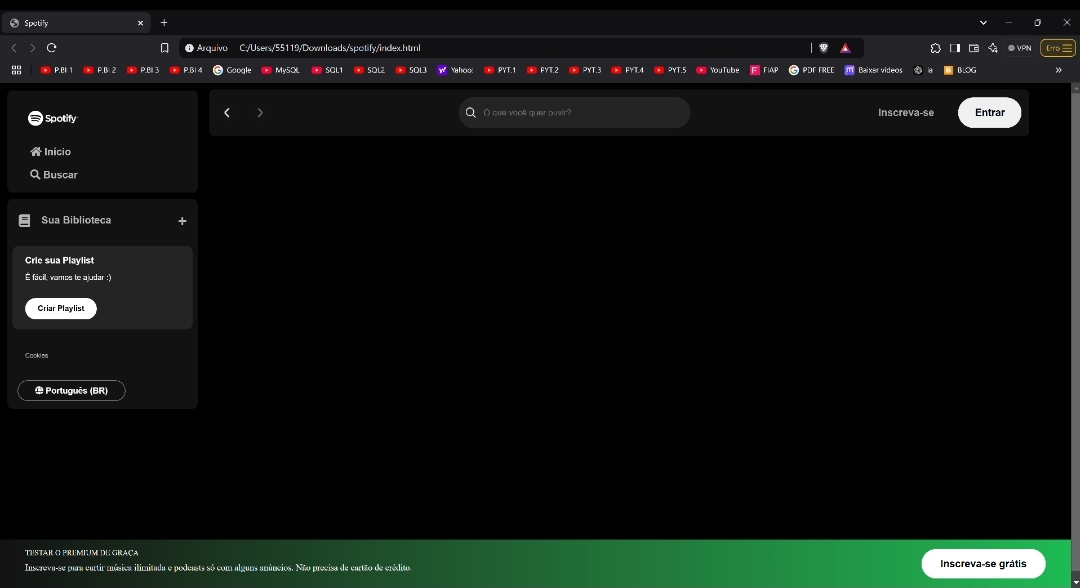 Spotify
Arquivo C:/Users/55119/Downloads/spotify/index.html
VPN
Erro
P.BI 1 P.BI 2 P.BI 3 P.BI 4 Google MySQL SQL1 SQL2 SQL3 Yahoo! PYT.1 PYT.2 PYT.3 PYT.4 PYT.5 YouTube FIAP PDF FREE Baixar vídeos ia BLOG
Spotify
Início
Buscar
O que você quer ouvir?
Inscreva-se
Entrar
Sua Biblioteca
Crie sua Playlist
É fácil, vamos te ajudar :)
Criar Playlist
Cookies
Português (BR)
TESTAR O PREMIUM DE GRAÇA
Inscreva-se para curtir música ilimitada e podcasts só com alguns anúncios. Não precisa de cartão de crédito.
Inscreva-se grátis